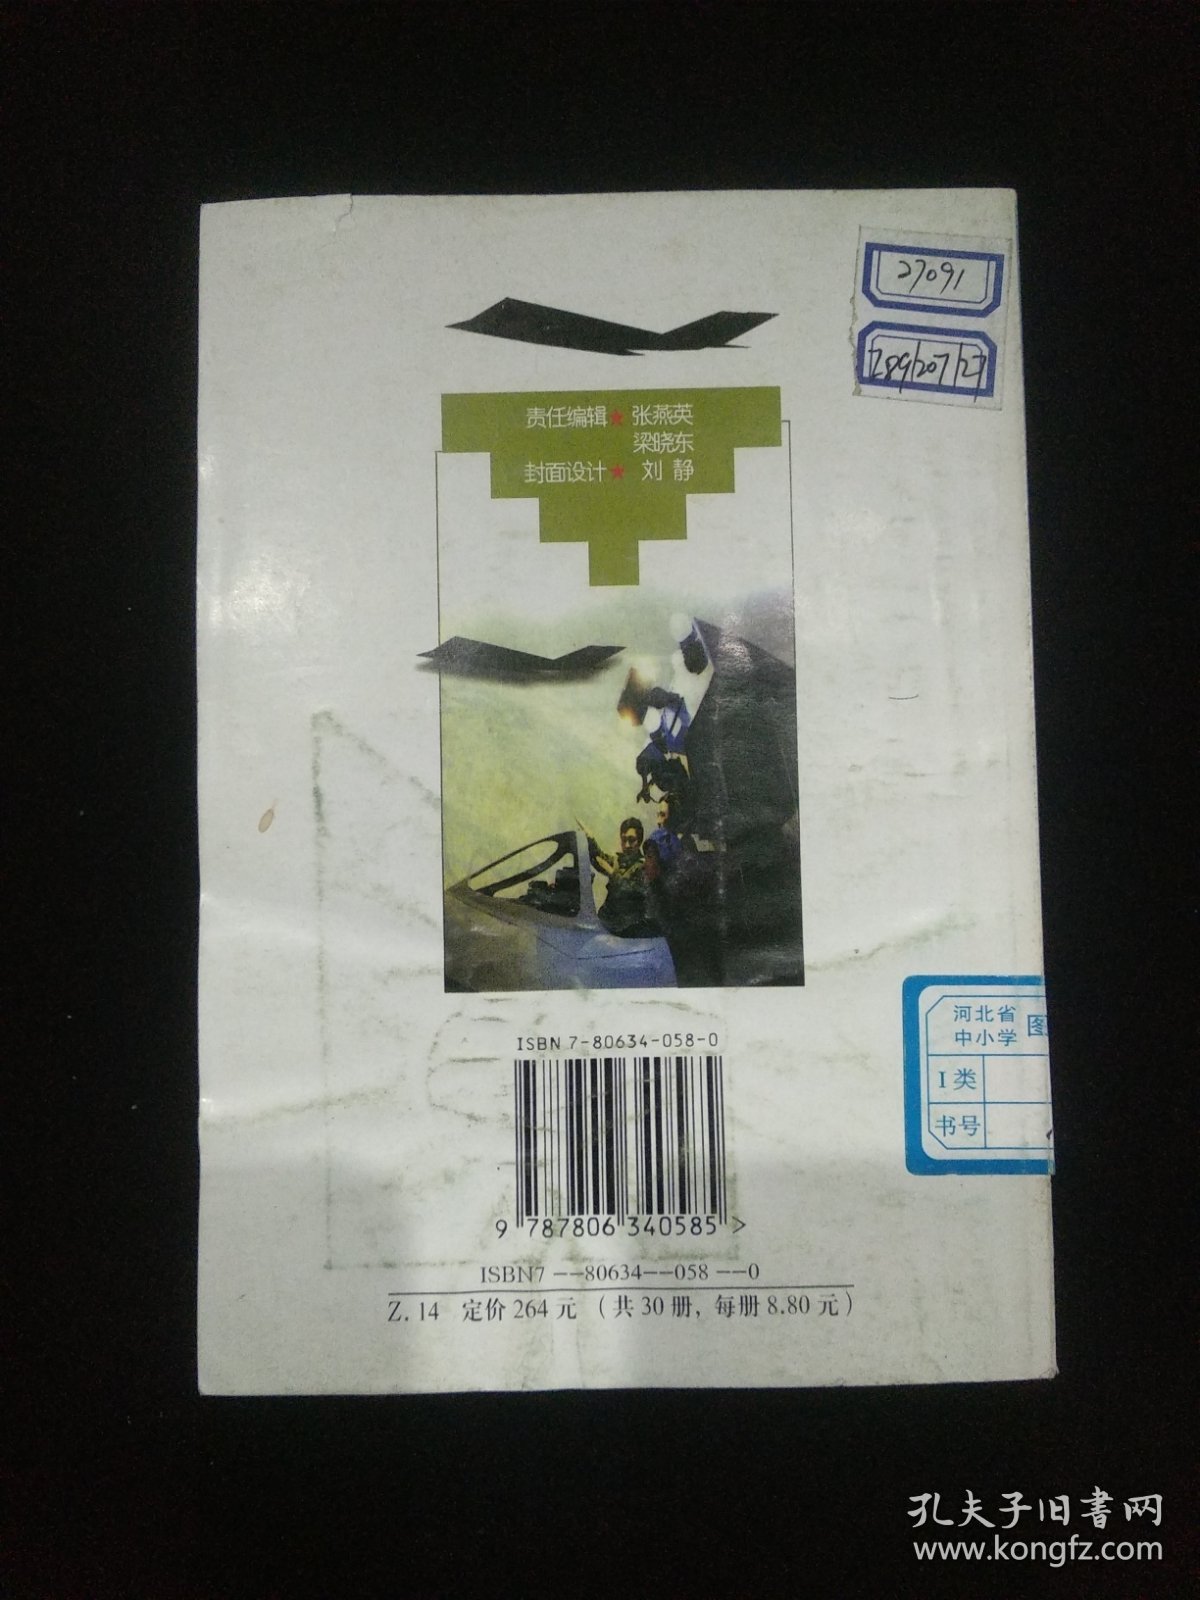 27091
Z89/207/27
责任编辑★张燕英
梁晓东
封面设计★刘 静
河北省
中小学
图
I类
书号
ISBN 7-80634-058-0
9 787806 340585 >
ISBN7 --80634--058 --0
Z.14 定价264元 (共30册, 每册8.80元)
孔夫子旧书网
www.kongfz.com